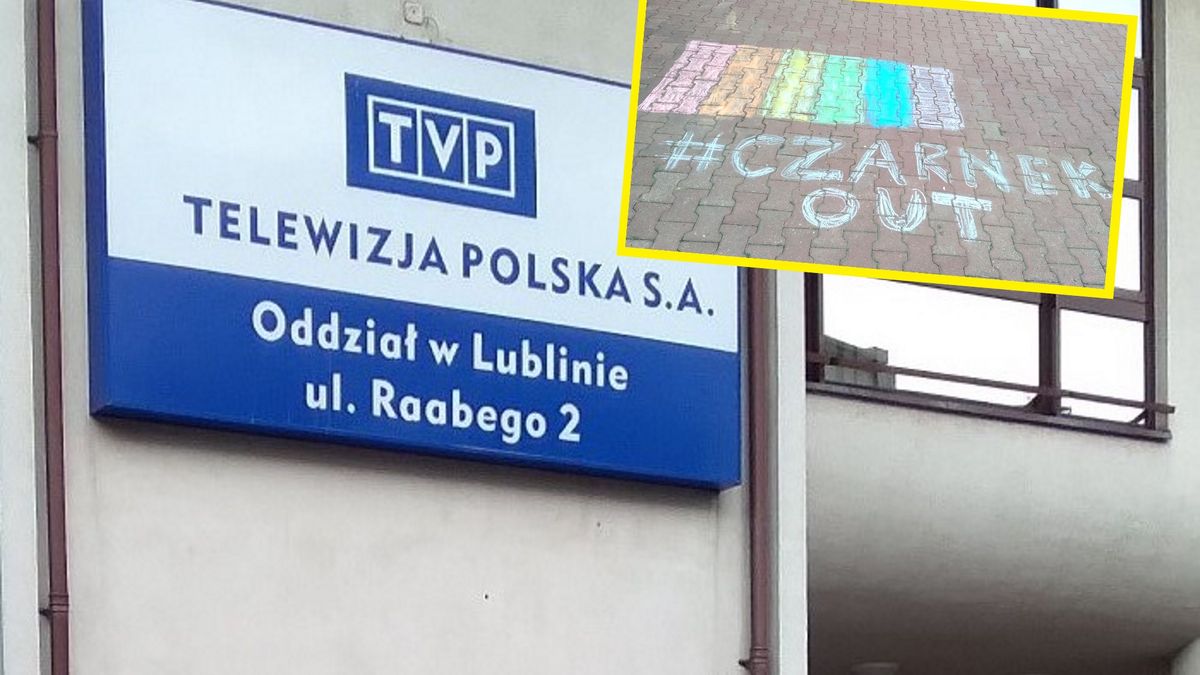 TVP
TELEWIZJA POLSKA S.A.
Oddział w Lublinie
ul. Raabego 2
#CZARNEK
OUT